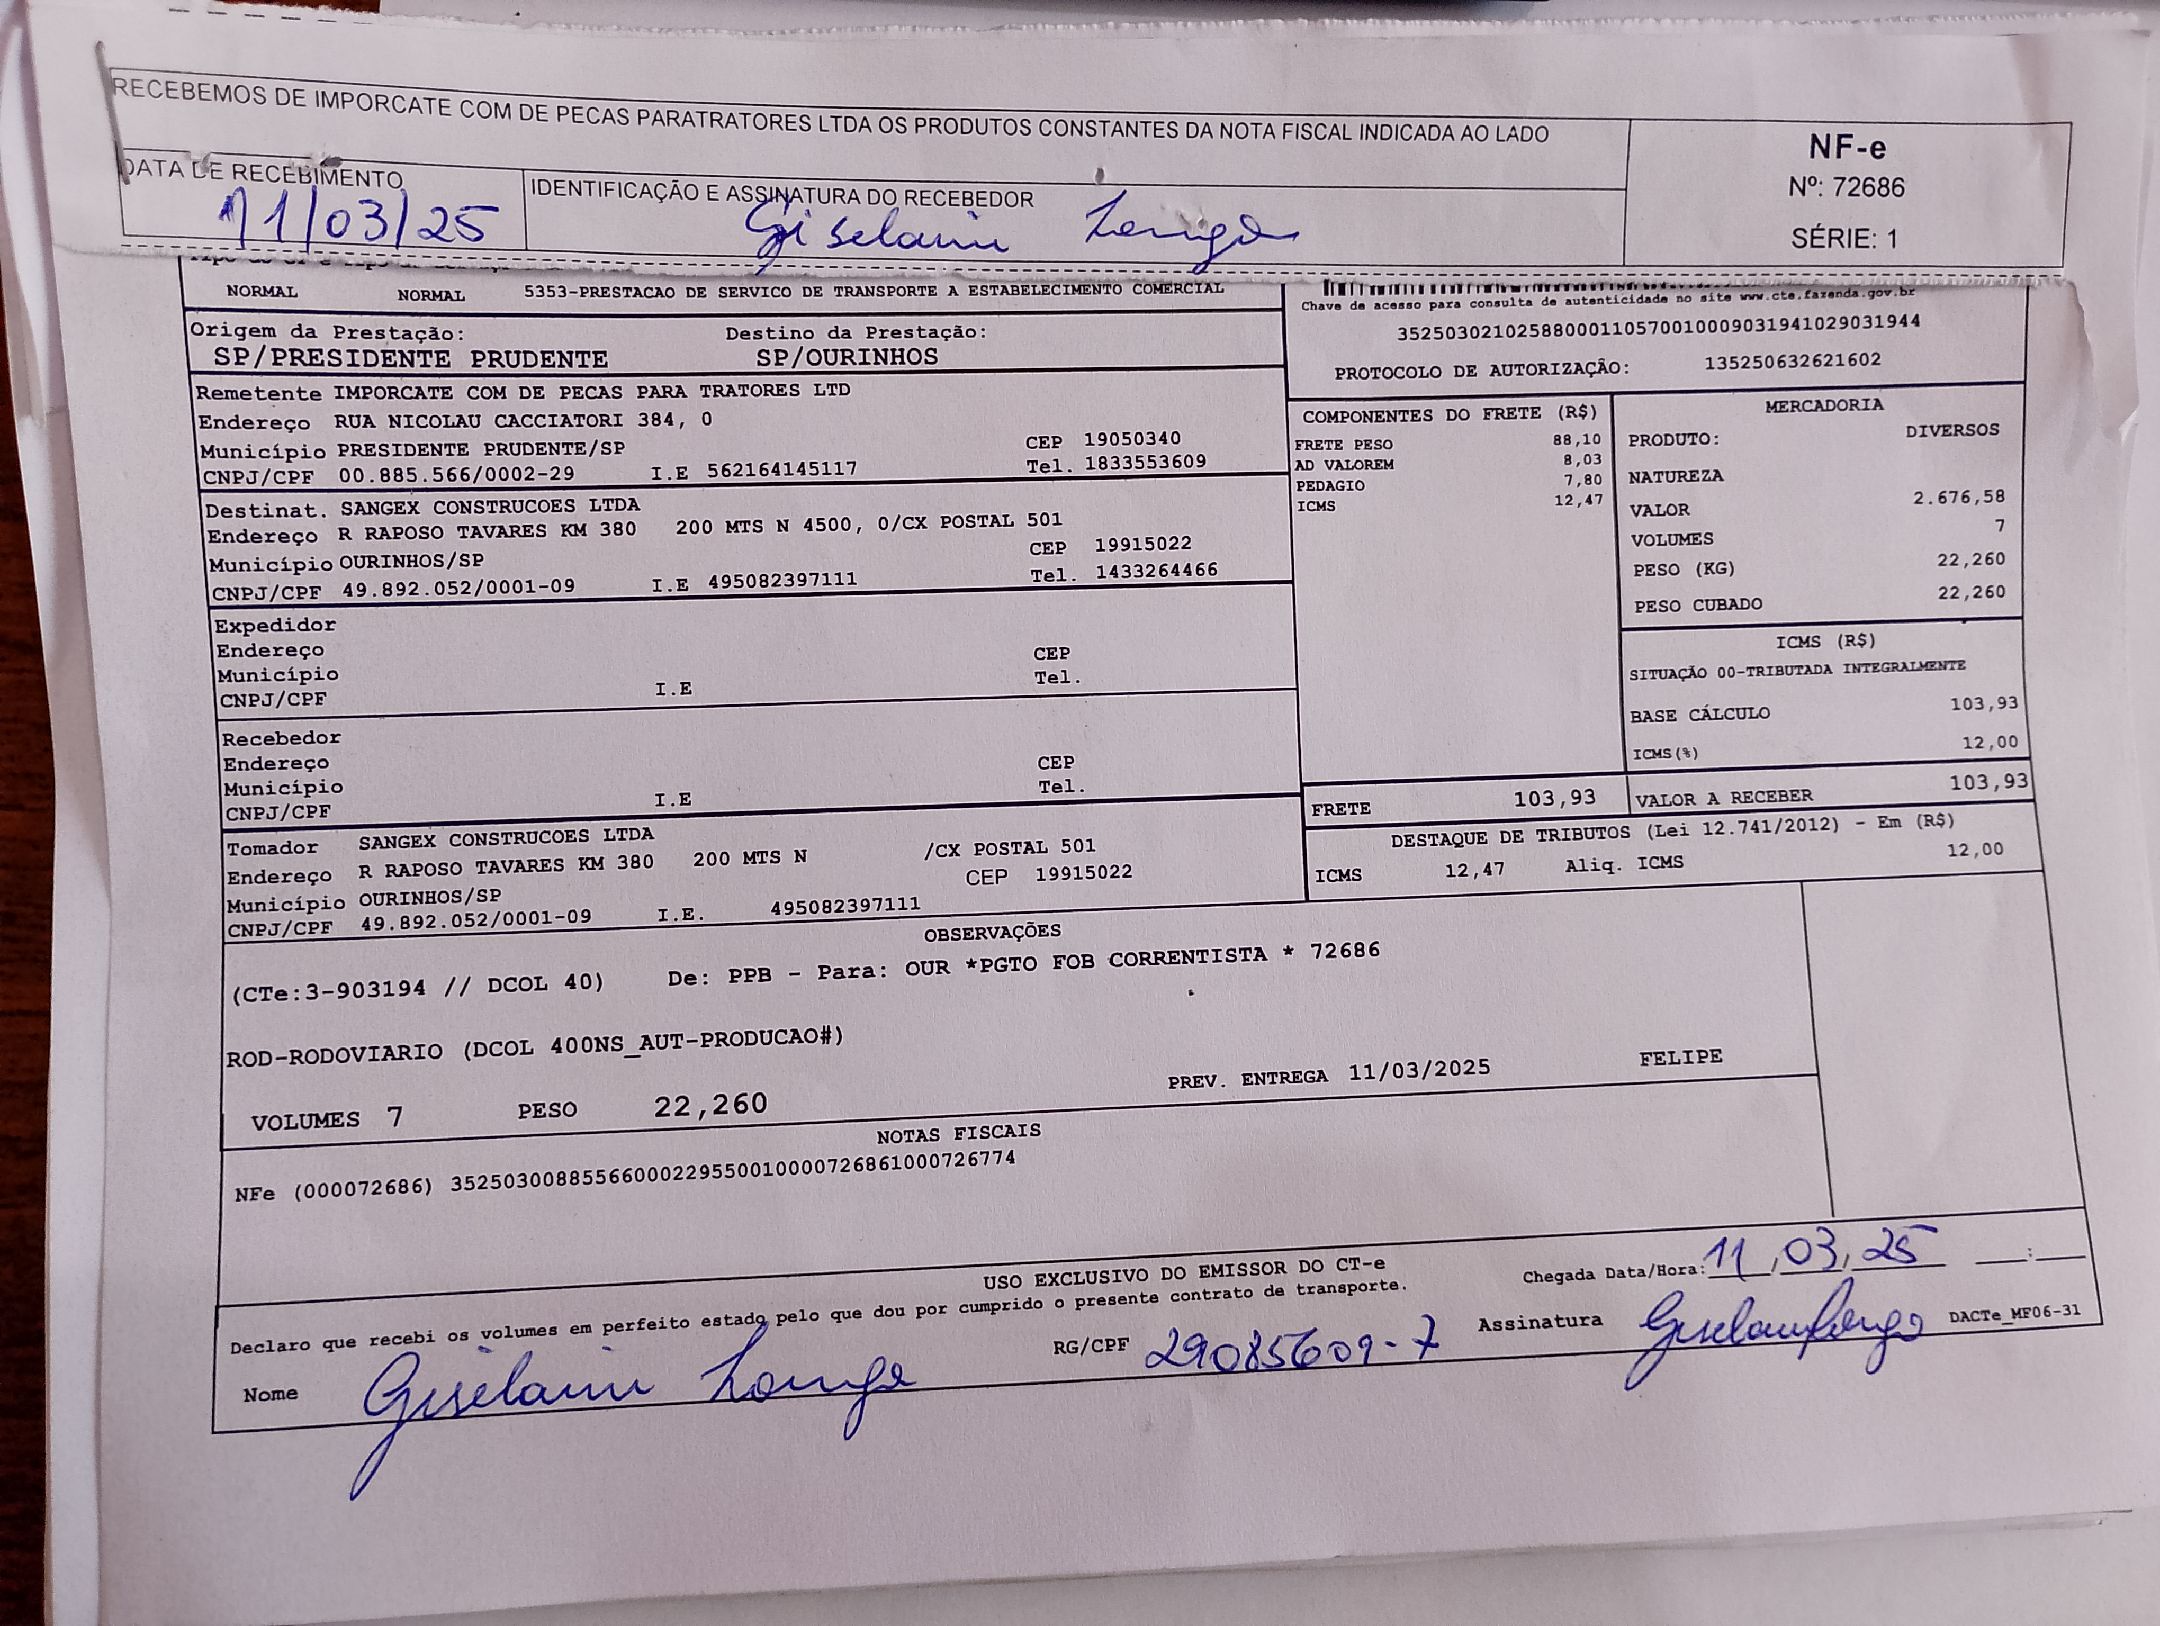 RECEBEMOS DE IMPORCATE COM DE PECAS PARATRATORES LTDA OS PRODUTOS CONSTANTES DA NOTA FISCAL INDICADA AO LADO
NF-e
Nº: 72686
SÉRIE: 1
DATA DE RECEBIMENTO
11/03/25
IDENTIFICAÇÃO E ASSINATURA DO RECEBEDOR
NORMAL NORMAL 5353-PRESTACAO DE SERVICO DE TRANSPORTE A ESTABELECIMENTO COMERCIAL
Chave de acesso para consulta de autenticidade no site www.cte.fazenda.gov.br
35250302102588000110570010009031941029031944
PROTOCOLO DE AUTORIZAÇÃO: 135250632621602
Origem da Prestação: Destino da Prestação:
SP/PRESIDENTE PRUDENTE SP/OURINHOS
Remetente IMPORCATE COM DE PECAS PARA TRATORES LTD
Endereço RUA NICOLAU CACCIATORI 384, 0
Município PRESIDENTE PRUDENTE/SP CEP 19050340
CNPJ/CPF 00.885.566/0002-29 I.E 562164145117 Tel. 1833553609
Destinat. SANGEX CONSTRUCOES LTDA
Endereço R RAPOSO TAVARES KM 380 200 MTS N 4500, 0/CX POSTAL 501
Município OURINHOS/SP CEP 19915022
CNPJ/CPF 49.892.052/0001-09 I.E 495082397111 Tel. 1433264466
Expedidor
Endereço CEP
Município Tel.
CNPJ/CPF I.E
Recebedor
Endereço CEP
Município Tel.
CNPJ/CPF I.E
Tomador SANGEX CONSTRUCOES LTDA
Endereço R RAPOSO TAVARES KM 380 200 MTS N /CX POSTAL 501
Município OURINHOS/SP CEP 19915022
CNPJ/CPF 49.892.052/0001-09 I.E. 495082397111
COMPONENTES DO FRETE (R$)
FRETE PESO 88,10
AD VALOREM 8,03
PEDAGIO 7,80
ICMS 12,47
MERCADORIA
PRODUTO: DIVERSOS
NATUREZA
VALOR 2.676,58
VOLUMES 7
PESO (KG) 22,260
PESO CUBADO 22,260
ICMS (R$)
SITUAÇÃO 00-TRIBUTADA INTEGRALMENTE
BASE CÁLCULO 103,93
ICMS(%) 12,00
FRETE 103,93 VALOR A RECEBER 103,93
DESTAQUE DE TRIBUTOS (Lei 12.741/2012) - Em (R$)
ICMS 12,47 Aliq. ICMS 12,00
OBSERVAÇÕES
(CTe:3-903194 // DCOL 40) De: PPB - Para: OUR *PGTO FOB CORRENTISTA * 72686
ROD-RODOVIARIO (DCOL 400NS_AUT-PRODUCAO#)
VOLUMES 7 PESO 22,260 PREV. ENTREGA 11/03/2025 FELIPE
NOTAS FISCAIS
NFe (000072686) 35250300885566000229550010000726861000726774
USO EXCLUSIVO DO EMISSOR DO CT-e
Declaro que recebi os volumes em perfeito estado pelo que dou por cumprido o presente contrato de transporte.
Chegada Data/Hora: 11,03,25 :
Nome RG/CPF 29085609-7 Assinatura DACTe_MF06-31